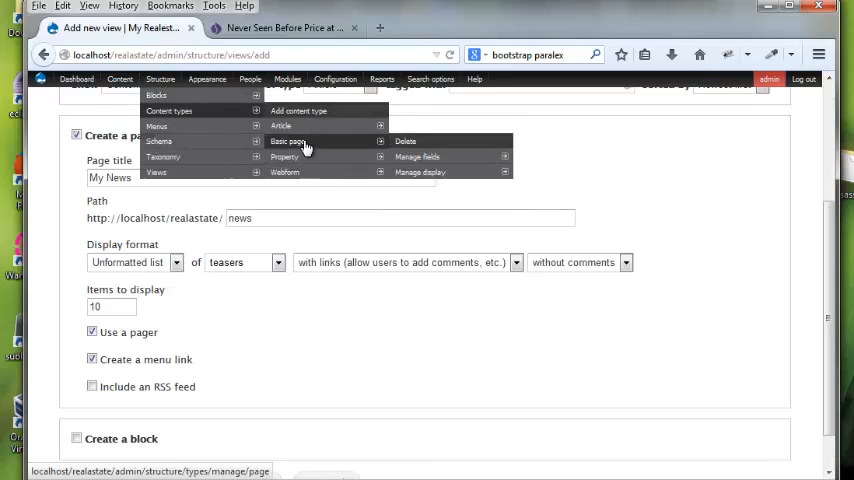 File Edit View History Bookmarks Tools Help
Add new view | My Realest... × Never Seen Before Price at ... × +
localhost/realastate/admin/structure/views/add bootstrap paralex
Dashboard Content Structure Appearance People Modules Configuration Reports Search options Help admin Log out
Blocks
Content types Add content type
Menus Article
Schema Basic page Delete
Taxonomy Property Manage fields
Views Webform Manage display
Create a pa
Page title
My News
Path
http://localhost/realastate/ news
Display format
Unformatted list of teasers with links (allow users to add comments, etc.) without comments
Items to display
10
Use a pager
Create a menu link
Include an RSS feed
Create a block
localhost/realastate/admin/structure/types/manage/page